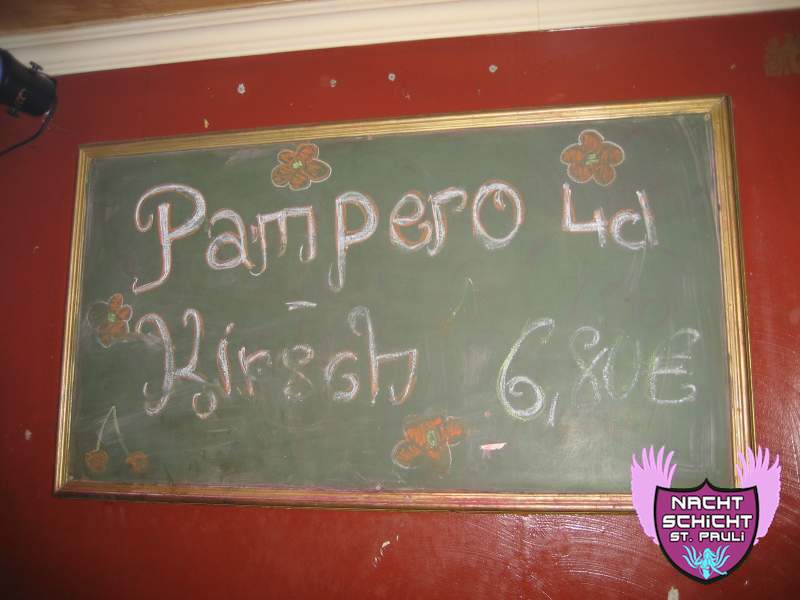 Pampero 4cl
Kirsch 6,80€
NACHT
SCHiCHT
ST. PAULi